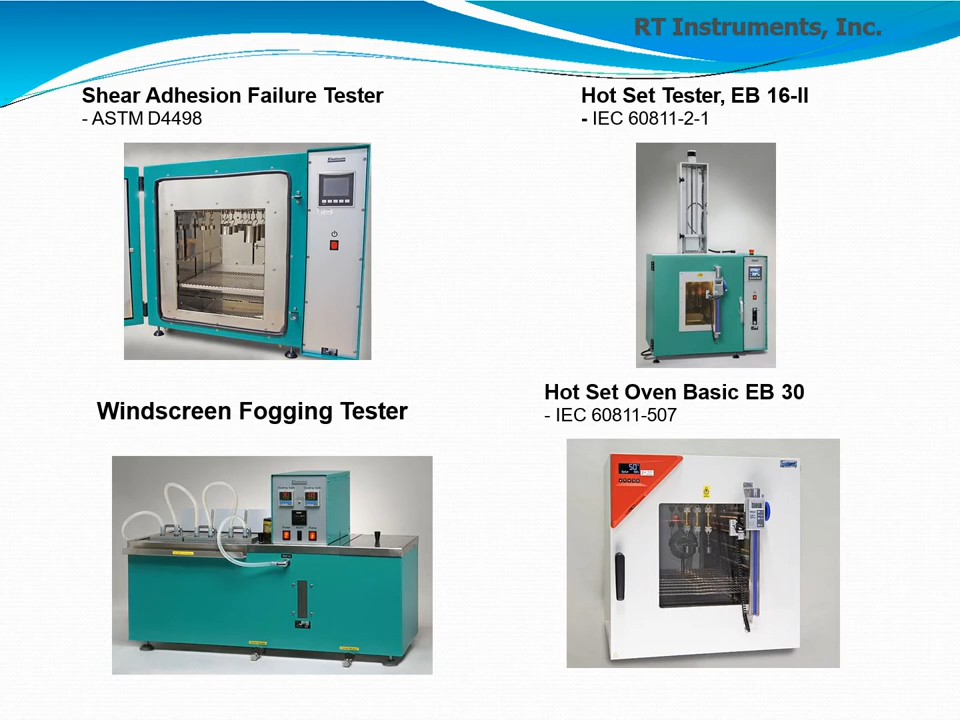 RT Instruments, Inc.
Shear Adhesion Failure Tester
- ASTM D4498
Hot Set Tester, EB 16-II
- IEC 60811-2-1
Windscreen Fogging Tester
Hot Set Oven Basic EB 30
- IEC 60811-507